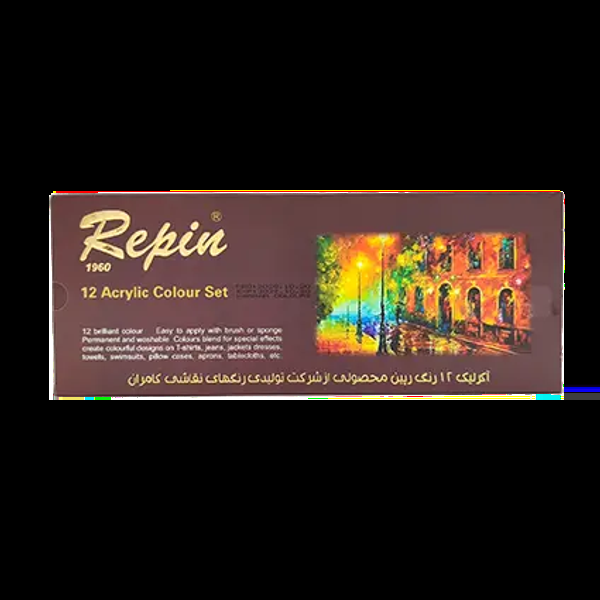 Repin®
1960
12 Acrylic Colour Set
12 brilliant colour Easy to apply with brush or sponge
Permanent and washable Colours blend for special effects
create colourful designs on T-shirts, jeans, jackets dresses,
towels, swimsuits, pillow cases, aprons, tablecloths, etc.
آکرلیک ۱۲ رنگ رپین محصولی از شرکت تولیدی رنگهای نقاشی کامران